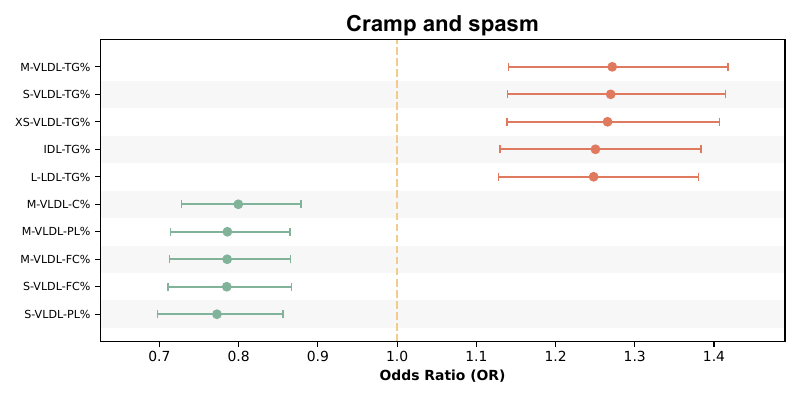 Cramp and spasm
M-VLDL-TG%
S-VLDL-TG%
XS-VLDL-TG%
IDL-TG%
L-LDL-TG%
M-VLDL-C%
M-VLDL-PL%
M-VLDL-FC%
S-VLDL-FC%
S-VLDL-PL%
0.7 0.8 0.9 1.0 1.1 1.2 1.3 1.4
Odds Ratio (OR)